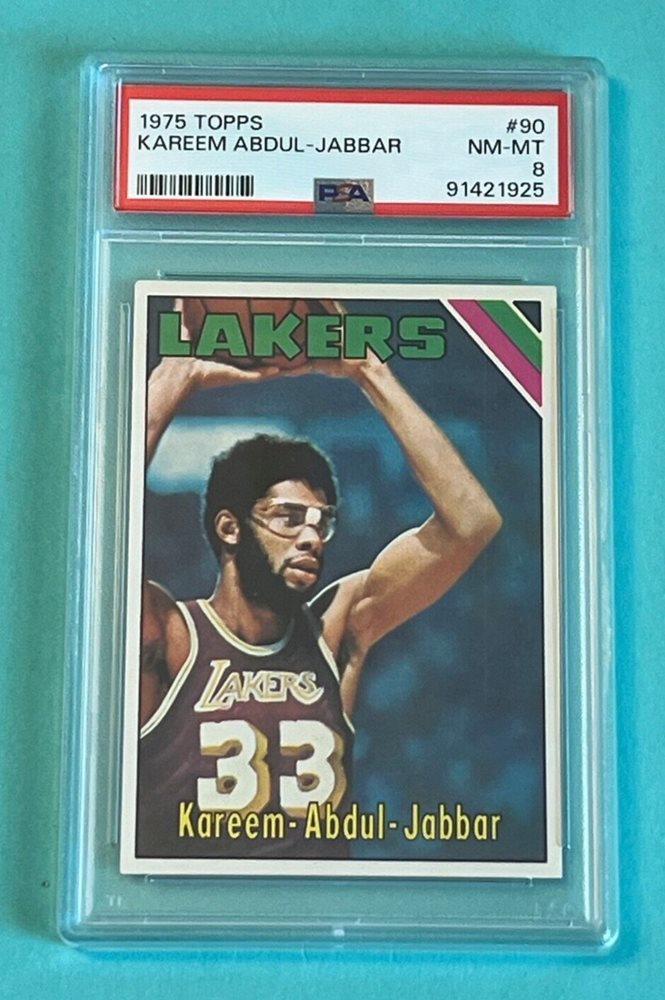 1975 TOPPS #90
KAREEM ABDUL-JABBAR NM-MT
8
PSA 91421925
LAKERS
LAKERS
33
Kareem-Abdul-Jabbar